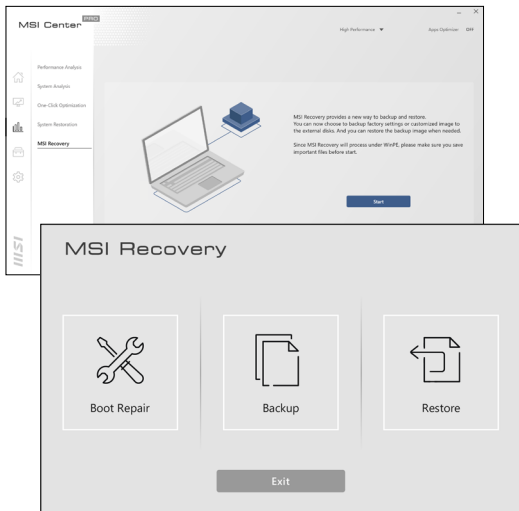 MSI Center PRO
High Performance
Apps Optimizer OFF
Performance Analysis
System Analysis
One-Click Optimization
System Restoration
MSI Recovery
MSI Recovery provides a new way to backup and restore.
You can now choose to backup factory settings or customized image to
the external disks. And you can restore the backup image when needed.
Since MSI Recovery will process under WinPE, please make sure you save
important files before start.
Start
msi
MSI Recovery
Boot Repair
Backup
Restore
Exit